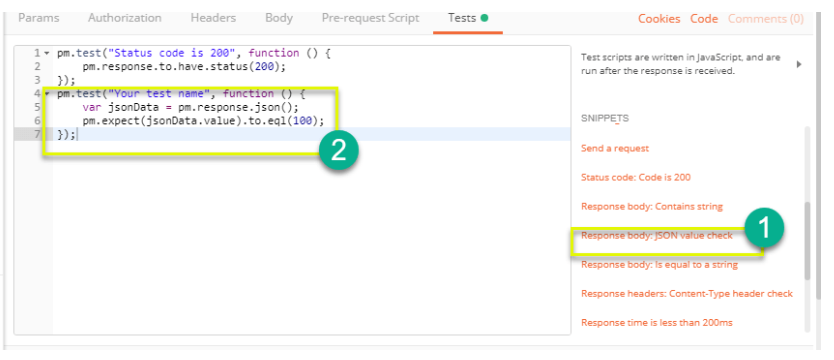 Params Authorization Headers Body Pre-request Script Tests Cookies Code Comments (0)
1 pm.test("Status code is 200", function () {
2 pm.response.to.have.status(200);
3 });
4 pm.test("Your test name", function () {
5 var jsonData = pm.response.json();
6 pm.expect(jsonData.value).to.eql(100);
7 });
2
Test scripts are written in JavaScript, and are
run after the response is received.
SNIPPETS
Send a request
Status code: Code is 200
Response body: Contains string
1
Response body: JSON value check
Response body: Is equal to a string
Response headers: Content-Type header check
Response time is less than 200ms